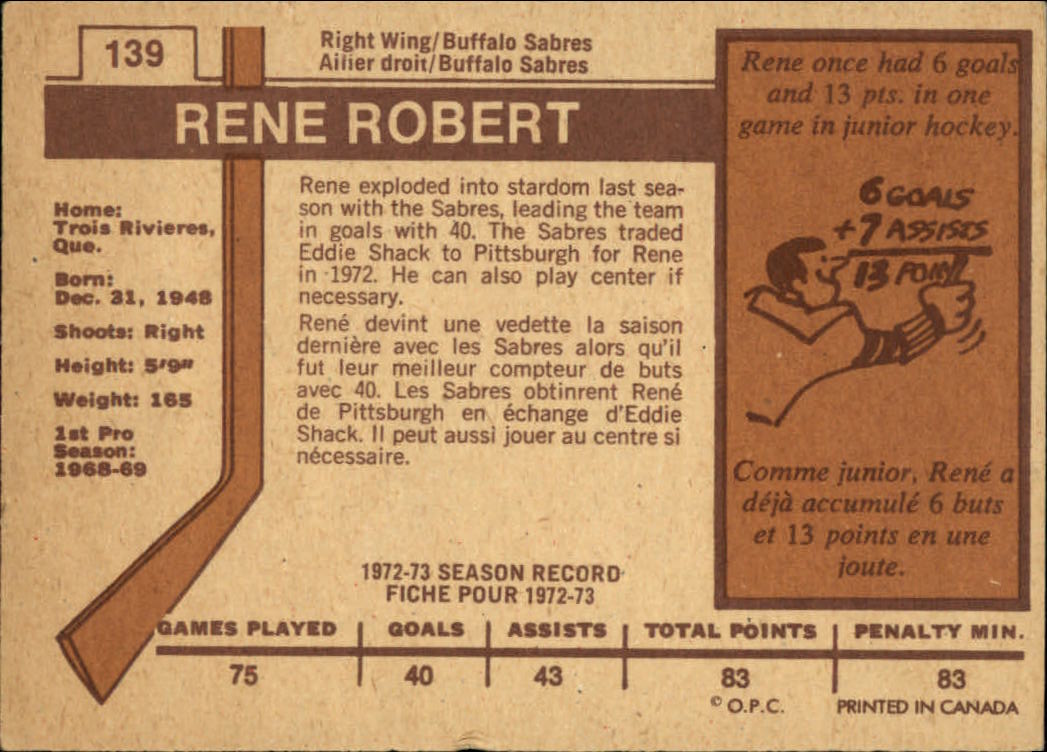 139
Right Wing/Buffalo Sabres
Ailier droit/Buffalo Sabres
RENE ROBERT
Home:
Trois Rivieres,
Que.
Born:
Dec. 31, 1948
Shoots: Right
Height: 5'9"
Weight: 165
1st Pro
Season:
1968-69
Rene exploded into stardom last sea-
son with the Sabres, leading the team
in goals with 40. The Sabres traded
Eddie Shack to Pittsburgh for Rene
in 1972. He can also play center if
necessary.
René devint une vedette la saison
dernière avec les Sabres alors qu'il
fut leur meilleur compteur de buts
avec 40. Les Sabres obtinrent René
de Pittsburgh en échange d'Eddie
Shack. Il peut aussi jouer au centre si
nécessaire.
Rene once had 6 goals
and 13 pts. in one
game in junior hockey.
6 GOALS
+7 ASSISTS
13 POINT
Comme junior, René a
déjà accumulé 6 buts
et 13 points en une
joute.
1972-73 SEASON RECORD
FICHE POUR 1972-73
GAMES PLAYED GOALS ASSISTS TOTAL POINTS PENALTY MIN.
75 40 43 83 83
© O.P.C. PRINTED IN CANADA